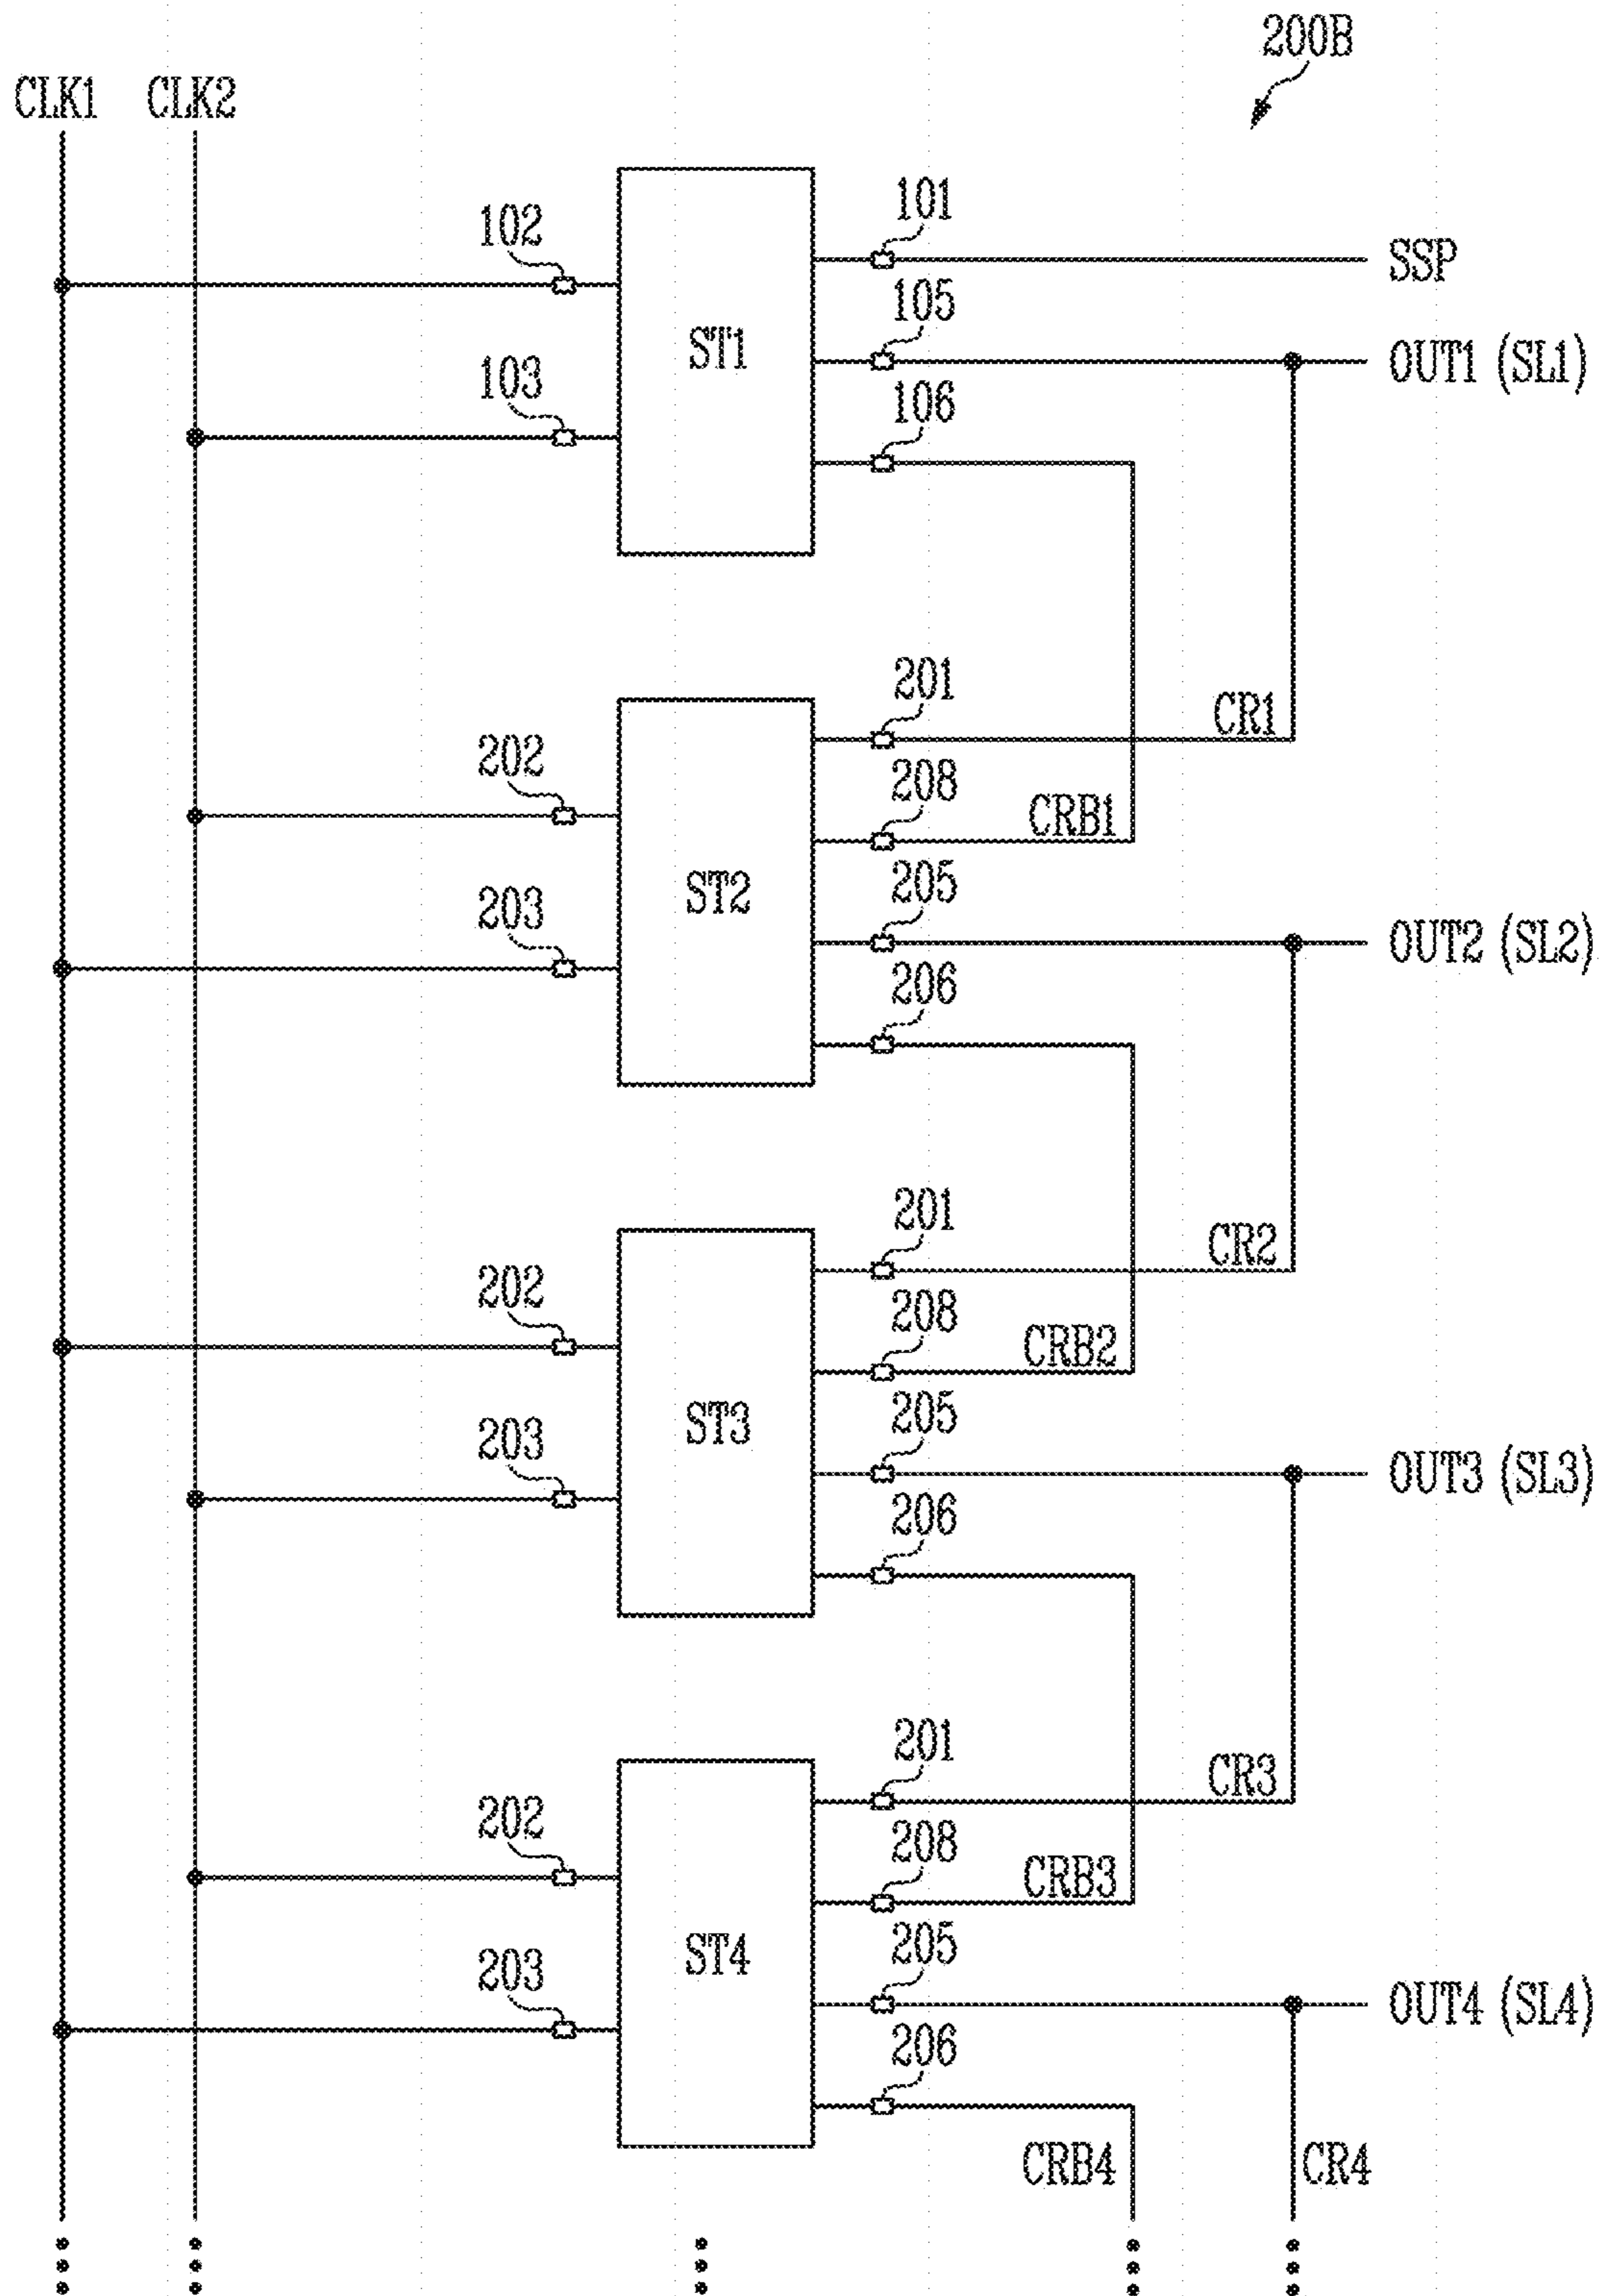 200B
CLK1 CLK2
101
102
SSP
105
ST1
OUT1 (SL1)
103
106
201
CR1
202
208
CRB1
205
ST2
203
OUT2 (SL2)
206
201
CR2
202
208
CRB2
205
ST3
203
OUT3 (SL3)
206
201
CR3
202
208
CRB3
205
ST4
203
OUT4 (SL4)
206
CRB4 CR4